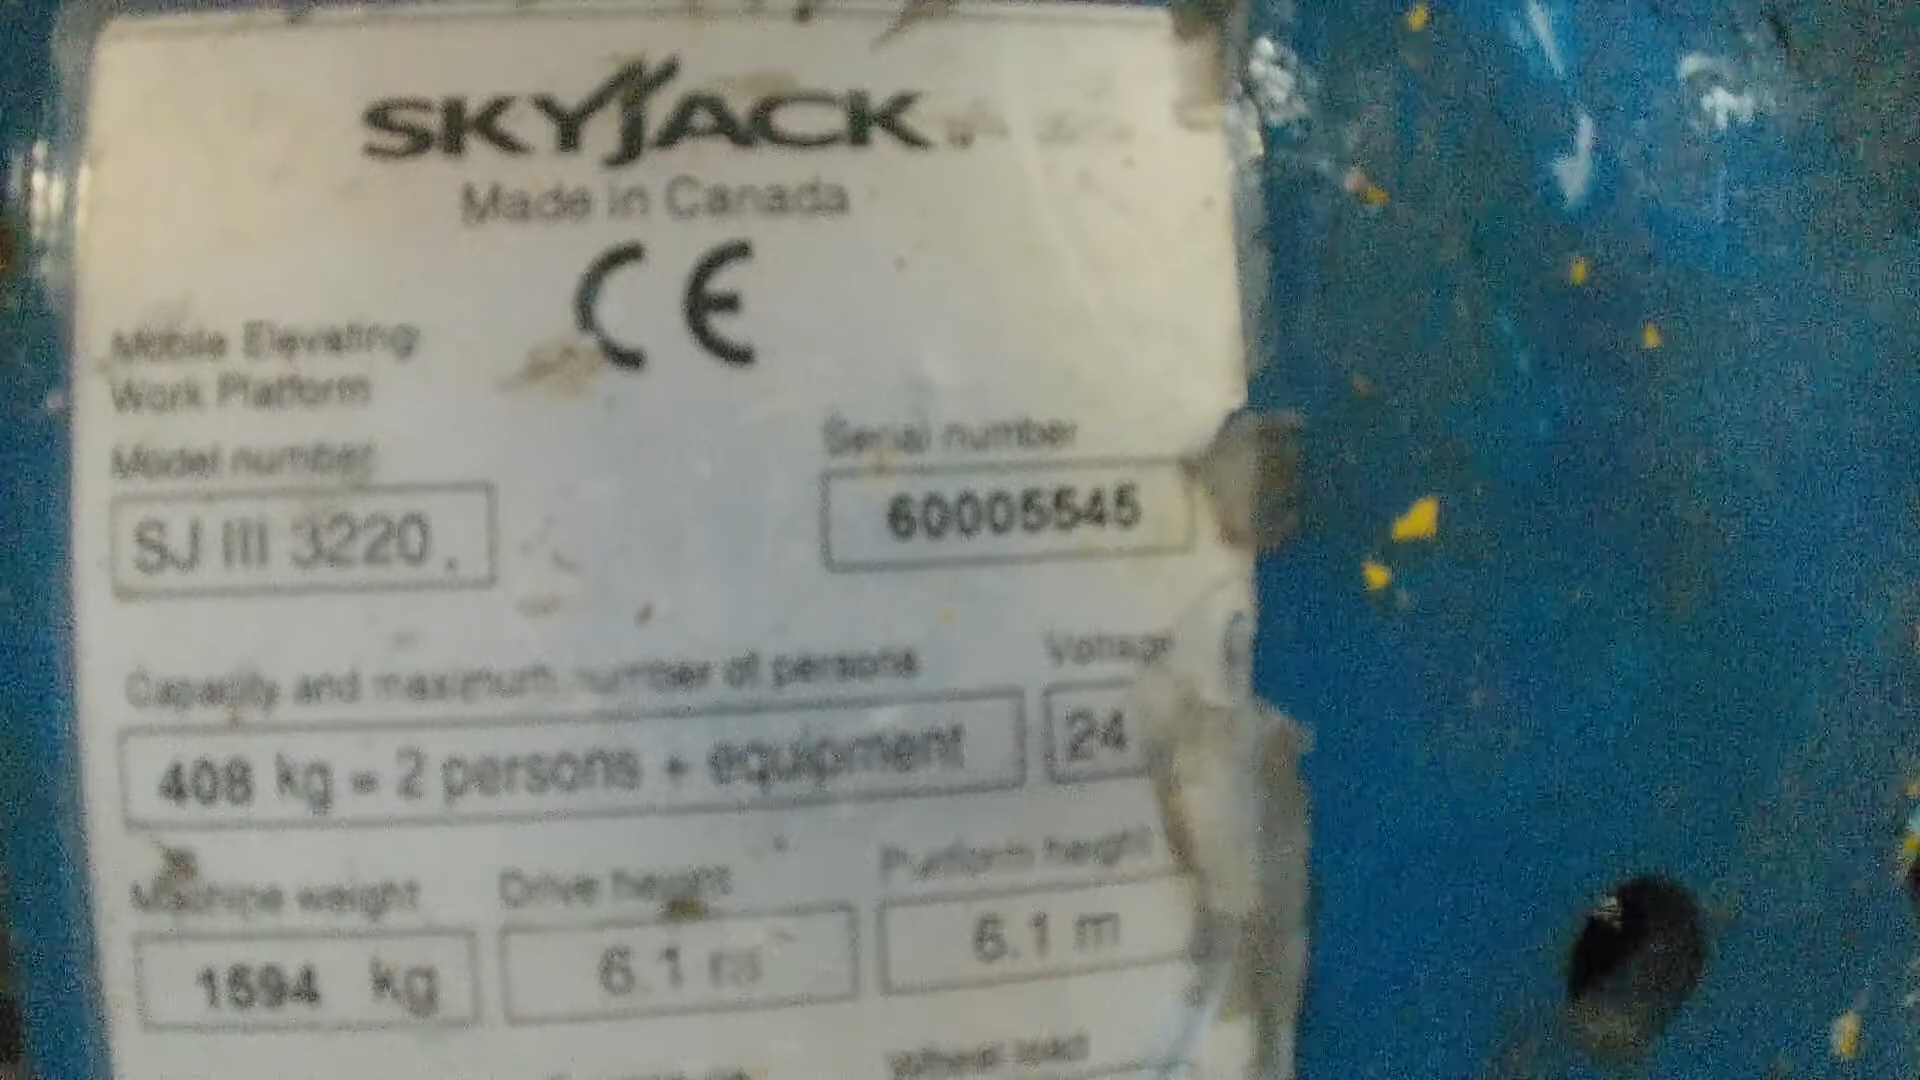 SKYJACK
Made in Canada
CE
Mobile Elevating
Work Platform
Model number
Serial number
SJ III 3220
60005545
Capacity and maximum number of persons
Voltage
408 kg = 2 persons + equipment
24
Machine weight
Drive height
Platform height
1594 kg
6.1 m
6.1 m
Wheel load